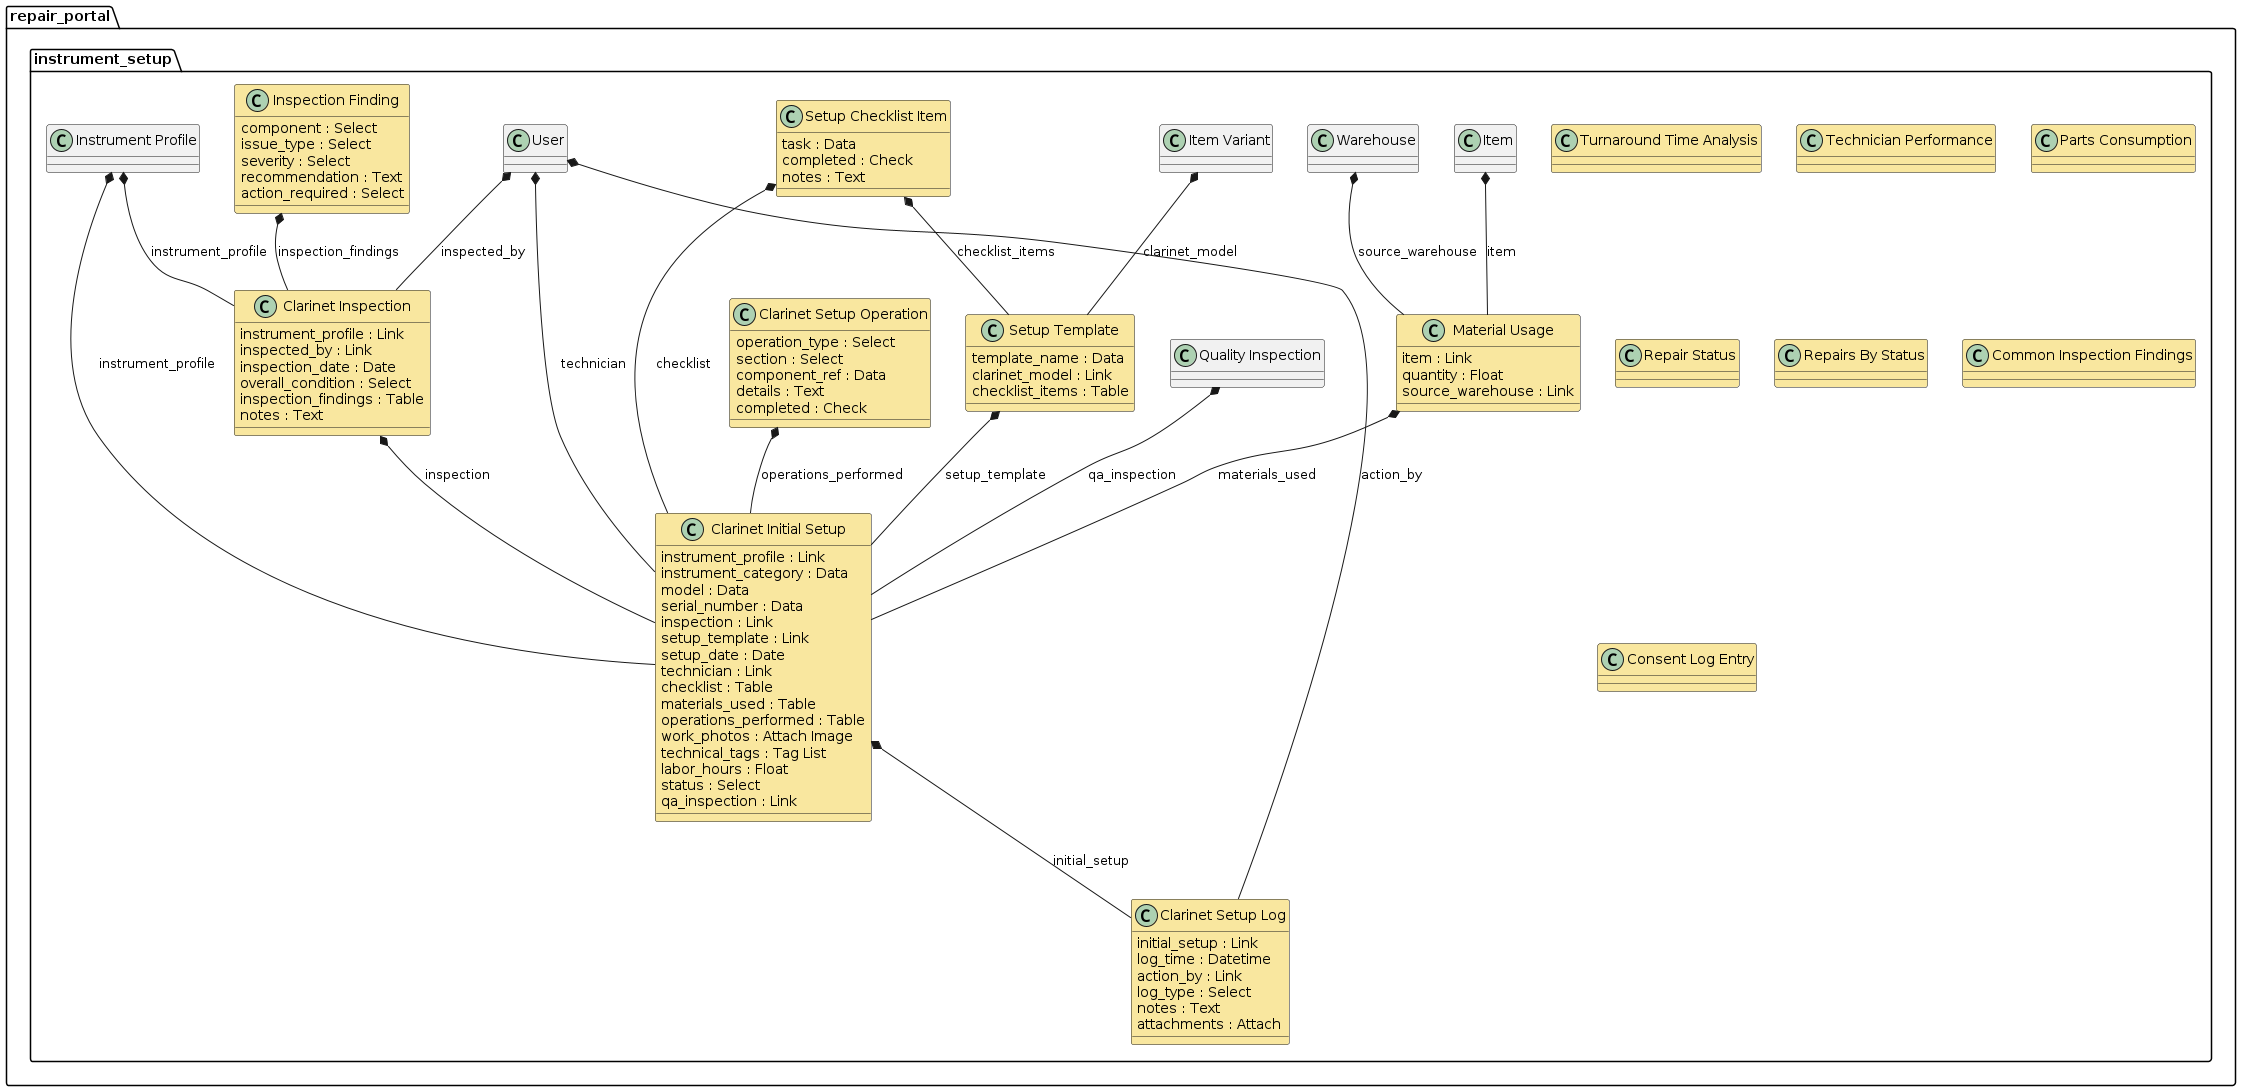 repair_portal
instrument_setup
C Instrument Profile
C Inspection Finding
component : Select
issue_type : Select
severity : Select
recommendation : Text
action_required : Select
C User
C Setup Checklist Item
task : Data
completed : Check
notes : Text
C Item Variant
C Warehouse
C Item
C Turnaround Time Analysis
C Technician Performance
C Parts Consumption
instrument_profile
inspection_findings
inspected_by
checklist_items
clarinet_model
source_warehouse
item
C Clarinet Inspection
instrument_profile : Link
inspected_by : Link
inspection_date : Date
overall_condition : Select
inspection_findings : Table
notes : Text
C Clarinet Setup Operation
operation_type : Select
section : Select
component_ref : Data
details : Text
completed : Check
C Setup Template
template_name : Data
clarinet_model : Link
checklist_items : Table
C Quality Inspection
C Material Usage
item : Link
quantity : Float
source_warehouse : Link
C Repair Status
C Repairs By Status
C Common Inspection Findings
instrument_profile
technician
checklist
inspection
operations_performed
setup_template
qa_inspection
materials_used
action_by
C Clarinet Initial Setup
instrument_profile : Link
instrument_category : Data
model : Data
serial_number : Data
inspection : Link
setup_template : Link
setup_date : Date
technician : Link
checklist : Table
materials_used : Table
operations_performed : Table
work_photos : Attach Image
technical_tags : Tag List
labor_hours : Float
status : Select
qa_inspection : Link
C Consent Log Entry
initial_setup
C Clarinet Setup Log
initial_setup : Link
log_time : Datetime
action_by : Link
log_type : Select
notes : Text
attachments : Attach